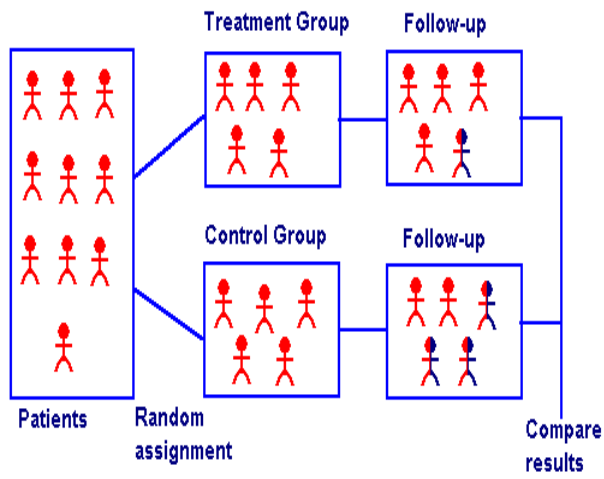 Treatment Group
Follow-up
Control Group
Follow-up
Patients
Random
assignment
Compare
results